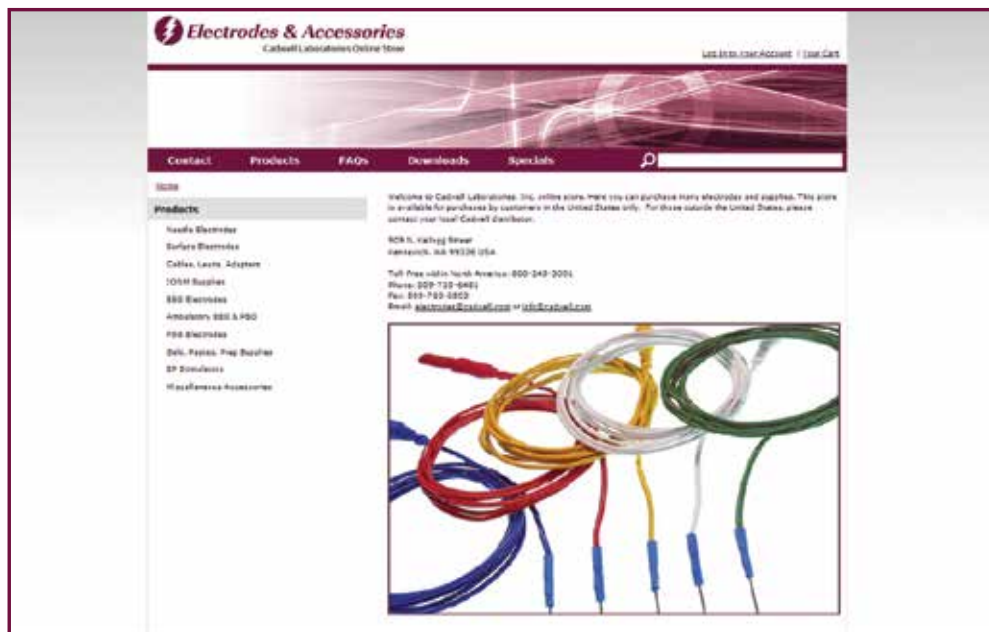 Electrodes & Accessories
Cadwell Laboratories Online Store
Log In to Your Account | Your Cart
Contact Products FAQs Downloads Specials
Home
Products
Needle Electrodes
Surface Electrodes
Cables, Leads, Adapters
IONM Supplies
EEG Electrodes
Ambulatory EEG & PSG
PSG Electrodes
Gels, Pastes, Prep Supplies
EP Stimulators
Miscellaneous Accessories
Welcome to Cadwell Laboratories, Inc. online store. Here you can purchase many electrodes and supplies. This store
is available for purchases by customers in the United States only. For those outside the United States, please
contact your local Cadwell distributor.
909 N. Kellogg Street
Kennewick, WA 99336 USA
Toll Free within North America: 800-245-3001
Phone: 509-735-6481
Fax: 509-783-6503
Email: electrodes@cadwell.com or info@cadwell.com